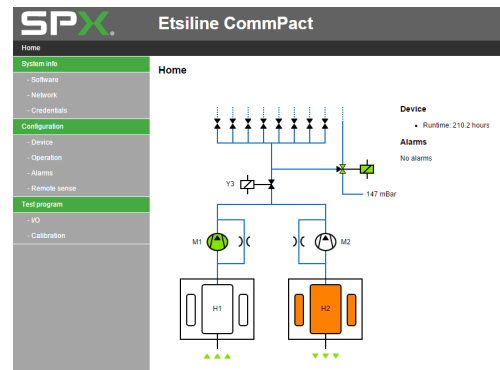 SPX.
Etsiline CommPact
Home
System info
- Software
- Network
- Credentials
Configuration
- Device
- Operation
- Alarms
- Remote sense
Test program
- I/O
- Calibration
Home
Device
Runtime: 210.2 hours
Alarms
No alarms
Y3
147 mBar
M1
M2
H1
H2